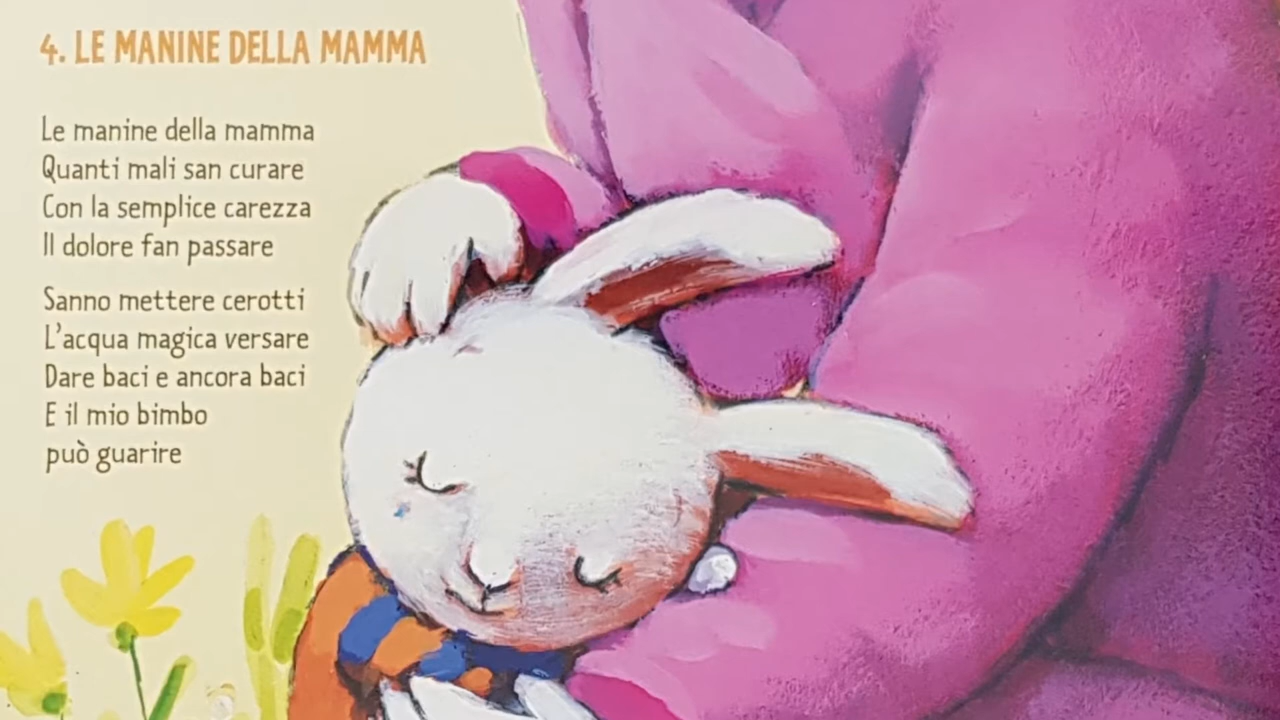 4. LE MANINE DELLA MAMMA
Le manine della mamma
Quanti mali san curare
Con la semplice carezza
Il dolore fan passare
Sanno mettere cerotti
L'acqua magica versare
Dare baci e ancora baci
E il mio bimbo
può guarire